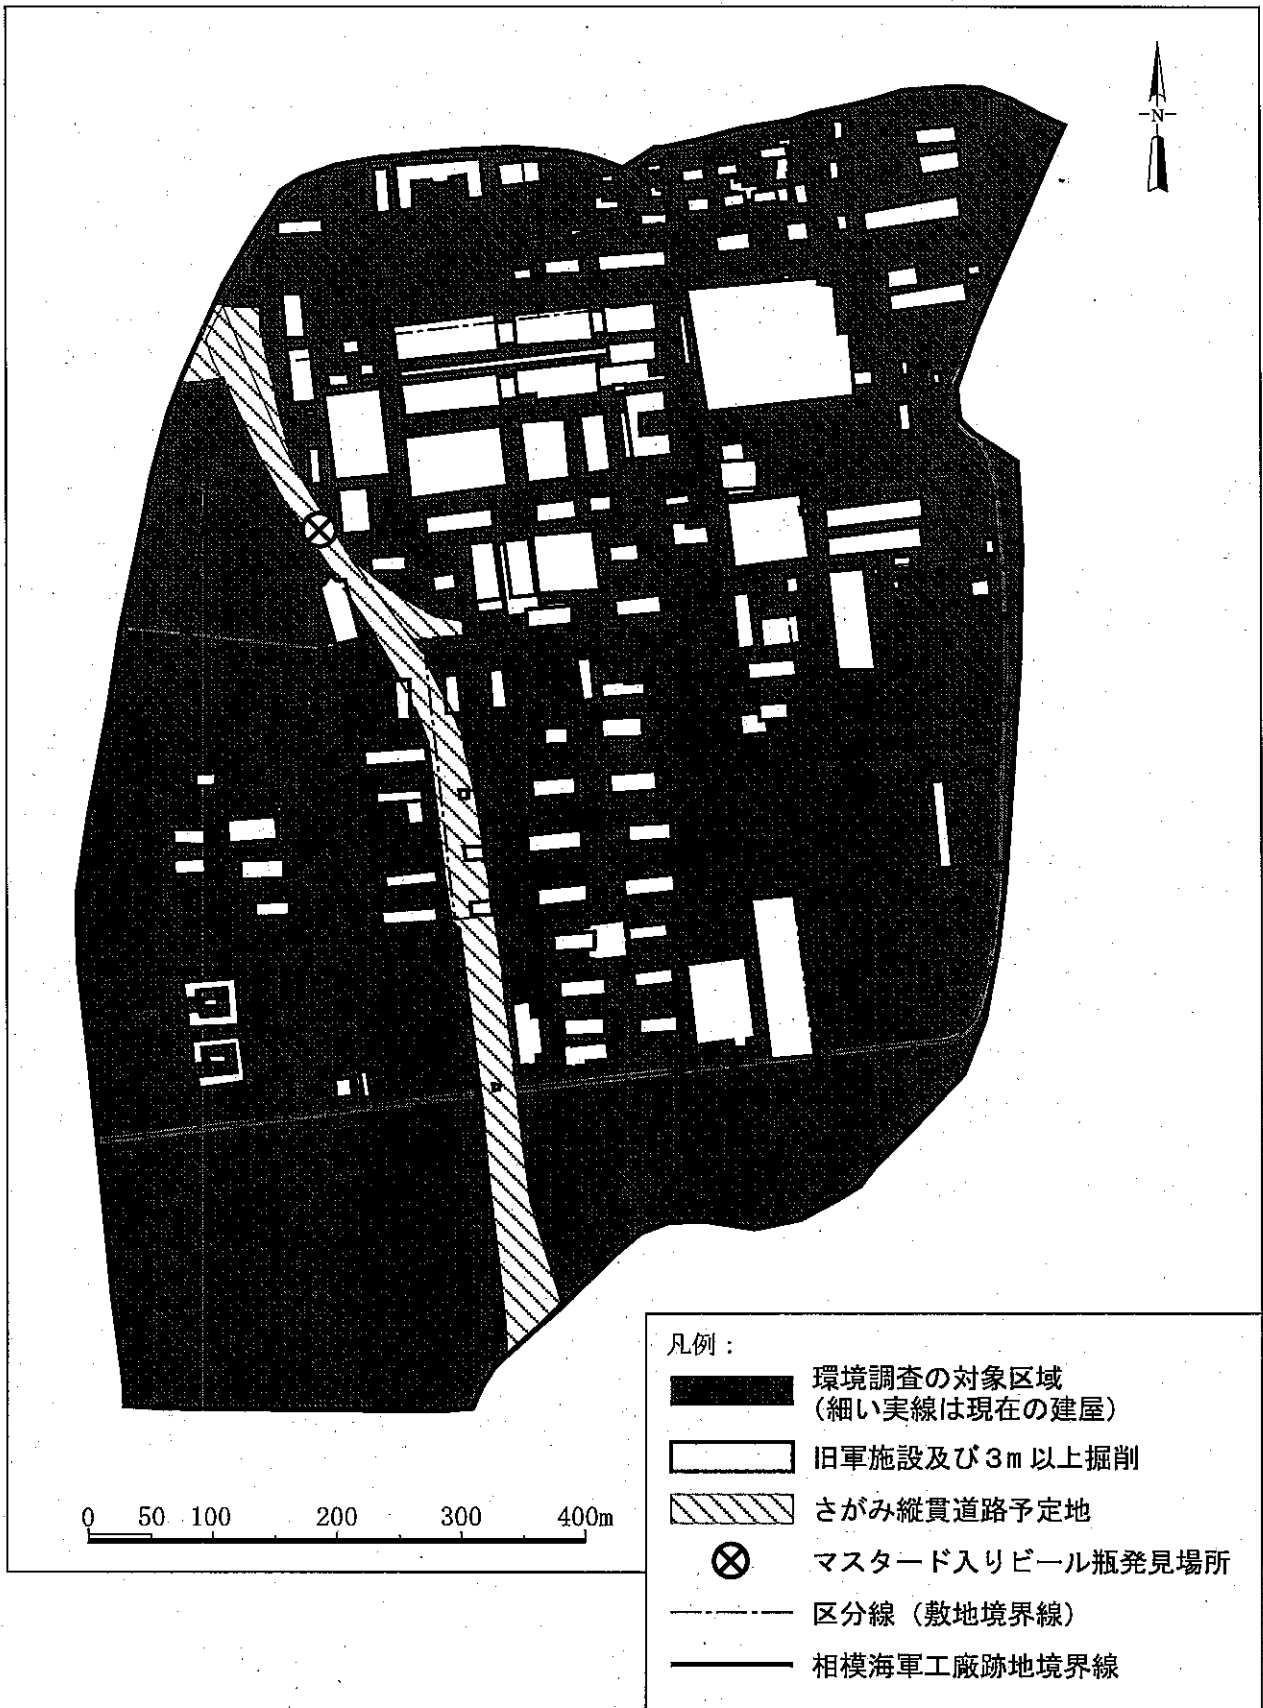 N
0 50 100 200 300 400m
凡例：
環境調査の対象区域
(細い実線は現在の建屋)
旧軍施設及び3m以上掘削
さがみ縦貫道路予定地
マスタード入りビール瓶発見場所
区分線（敷地境界線）
相模海軍工廠跡地境界線